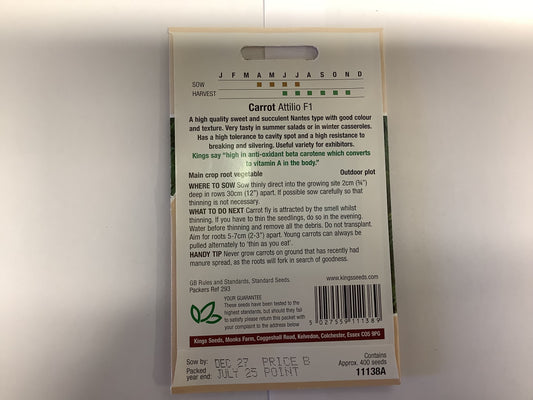 J F M A M J J A S O N D
SOW
HARVEST
Carrot Attilio F1
A high quality sweet and succulent Nantes type with good colour
and texture. Very tasty in summer salads or in winter casseroles.
Has a high tolerance to cavity spot and a high resistance to
breaking and silvering. Useful variety for exhibitors.
Kings say "high in anti-oxidant beta carotene which converts
to vitamin A in the body."
Main crop root vegetable Outdoor plot
WHERE TO SOW Sow thinly direct into the growing site 2cm (¾")
deep in rows 30cm (12") apart. If possible sow carefully so that
thinning is not necessary.
WHAT TO DO NEXT Carrot fly is attracted by the smell whilst
thinning. If you have to thin the seedlings, do so in the evening.
Water before thinning and remove all the debris. Do not transplant.
Aim for roots 5-7cm (2-3") apart. Young carrots can always be
pulled alternately to 'thin as you eat'.
HANDY TIP Never grow carrots on ground that has recently had
manure spread, as the roots will fork in search of goodness.
GB Rules and Standards, Standard Seeds.
Packers Ref 293
www.kingsseeds.com
YOUR GUARANTEE
These seeds have been tested to the
highest standards, but should they fail
to satisfy please return this packet with
your complaint to the address below
5 027559 111389
Kings Seeds, Monks Farm, Coggeshall Road, Kelvedon, Colchester, Essex CO5 9PG
Sow by: DEC 27 PRICE B
Packed
year end: JULY 25 POINT
Contains
Approx. 400 seeds
11138A